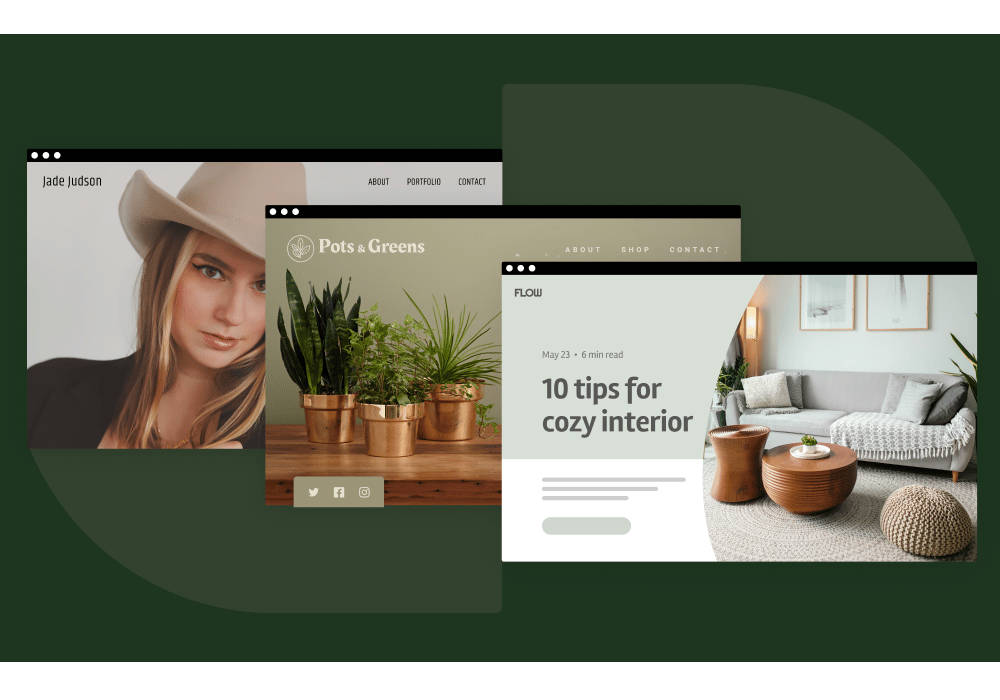 Jade Judson
ABOUT PORTFOLIO CONTACT
Pots & Greens
ABOUT SHOP CONTACT
FLOW
May 23 • 6 min read
10 tips for
cozy interior